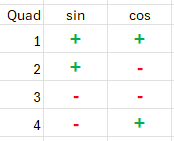 Quad sin cos
1 + +
2 + -
3 - -
4 - +